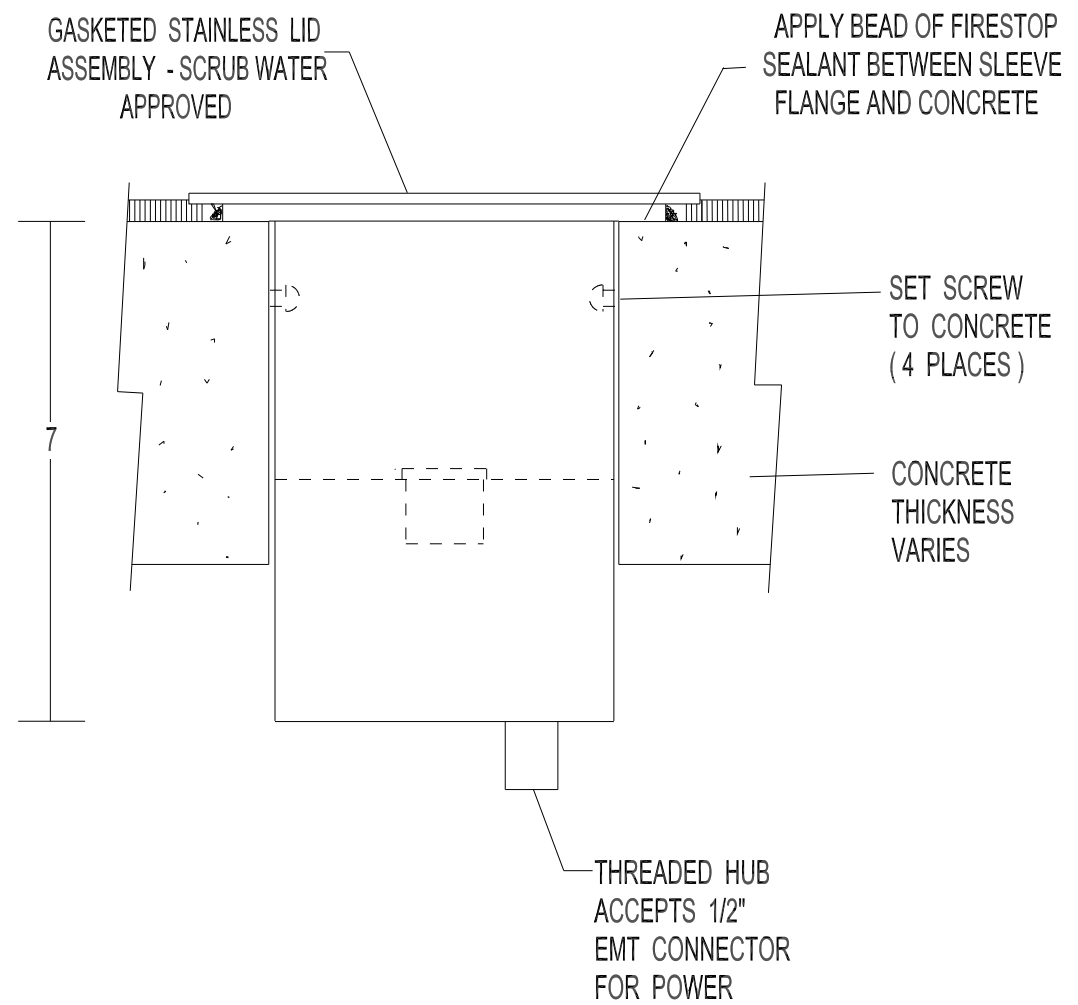 GASKETED STAINLESS LID
ASSEMBLY - SCRUB WATER
APPROVED
APPLY BEAD OF FIRESTOP
SEALANT BETWEEN SLEEVE
FLANGE AND CONCRETE
SET SCREW
TO CONCRETE
( 4 PLACES )
7
CONCRETE
THICKNESS
VARIES
THREADED HUB
ACCEPTS 1/2"
EMT CONNECTOR
FOR POWER